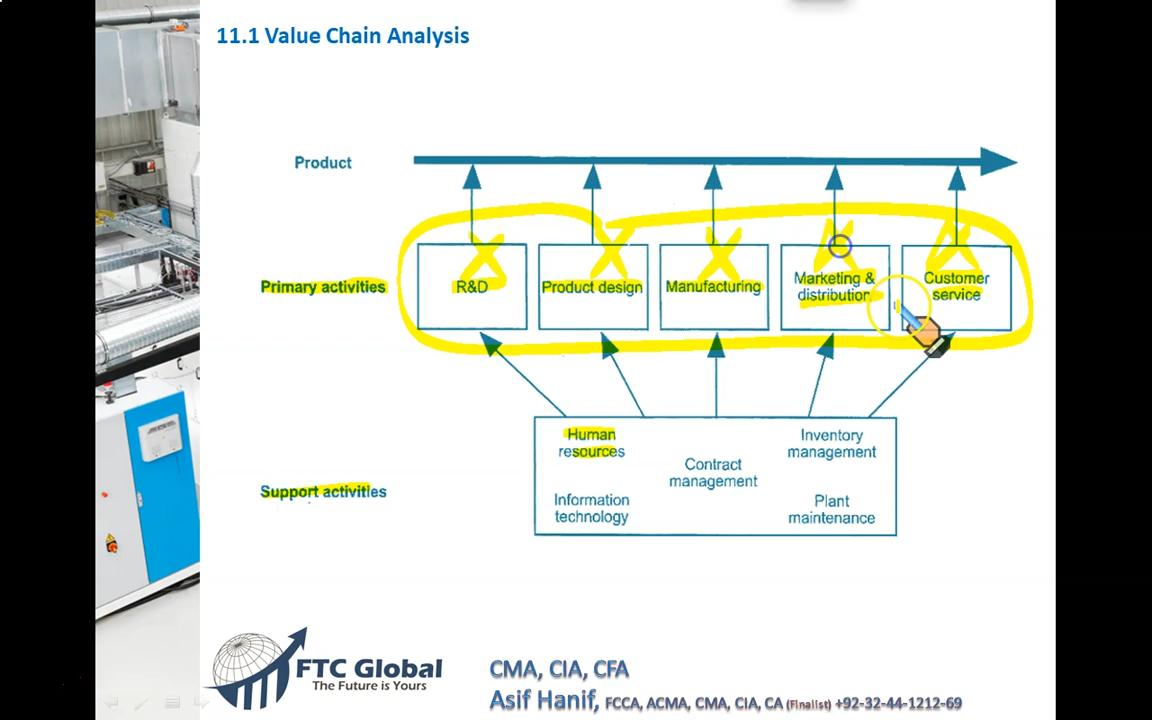 11.1 Value Chain Analysis
Product
Primary activities
R&D
Product design
Manufacturing
Marketing &
distribution
Customer
service
Support activities
Human
resources
Information
technology
Contract
management
Inventory
management
Plant
maintenance
FTC Global
The Future is Yours
CMA, CIA, CFA
Asif Hanif, FCCA, ACMA, CMA, CIA, CA (Finalist) +92-32-44-1212-69